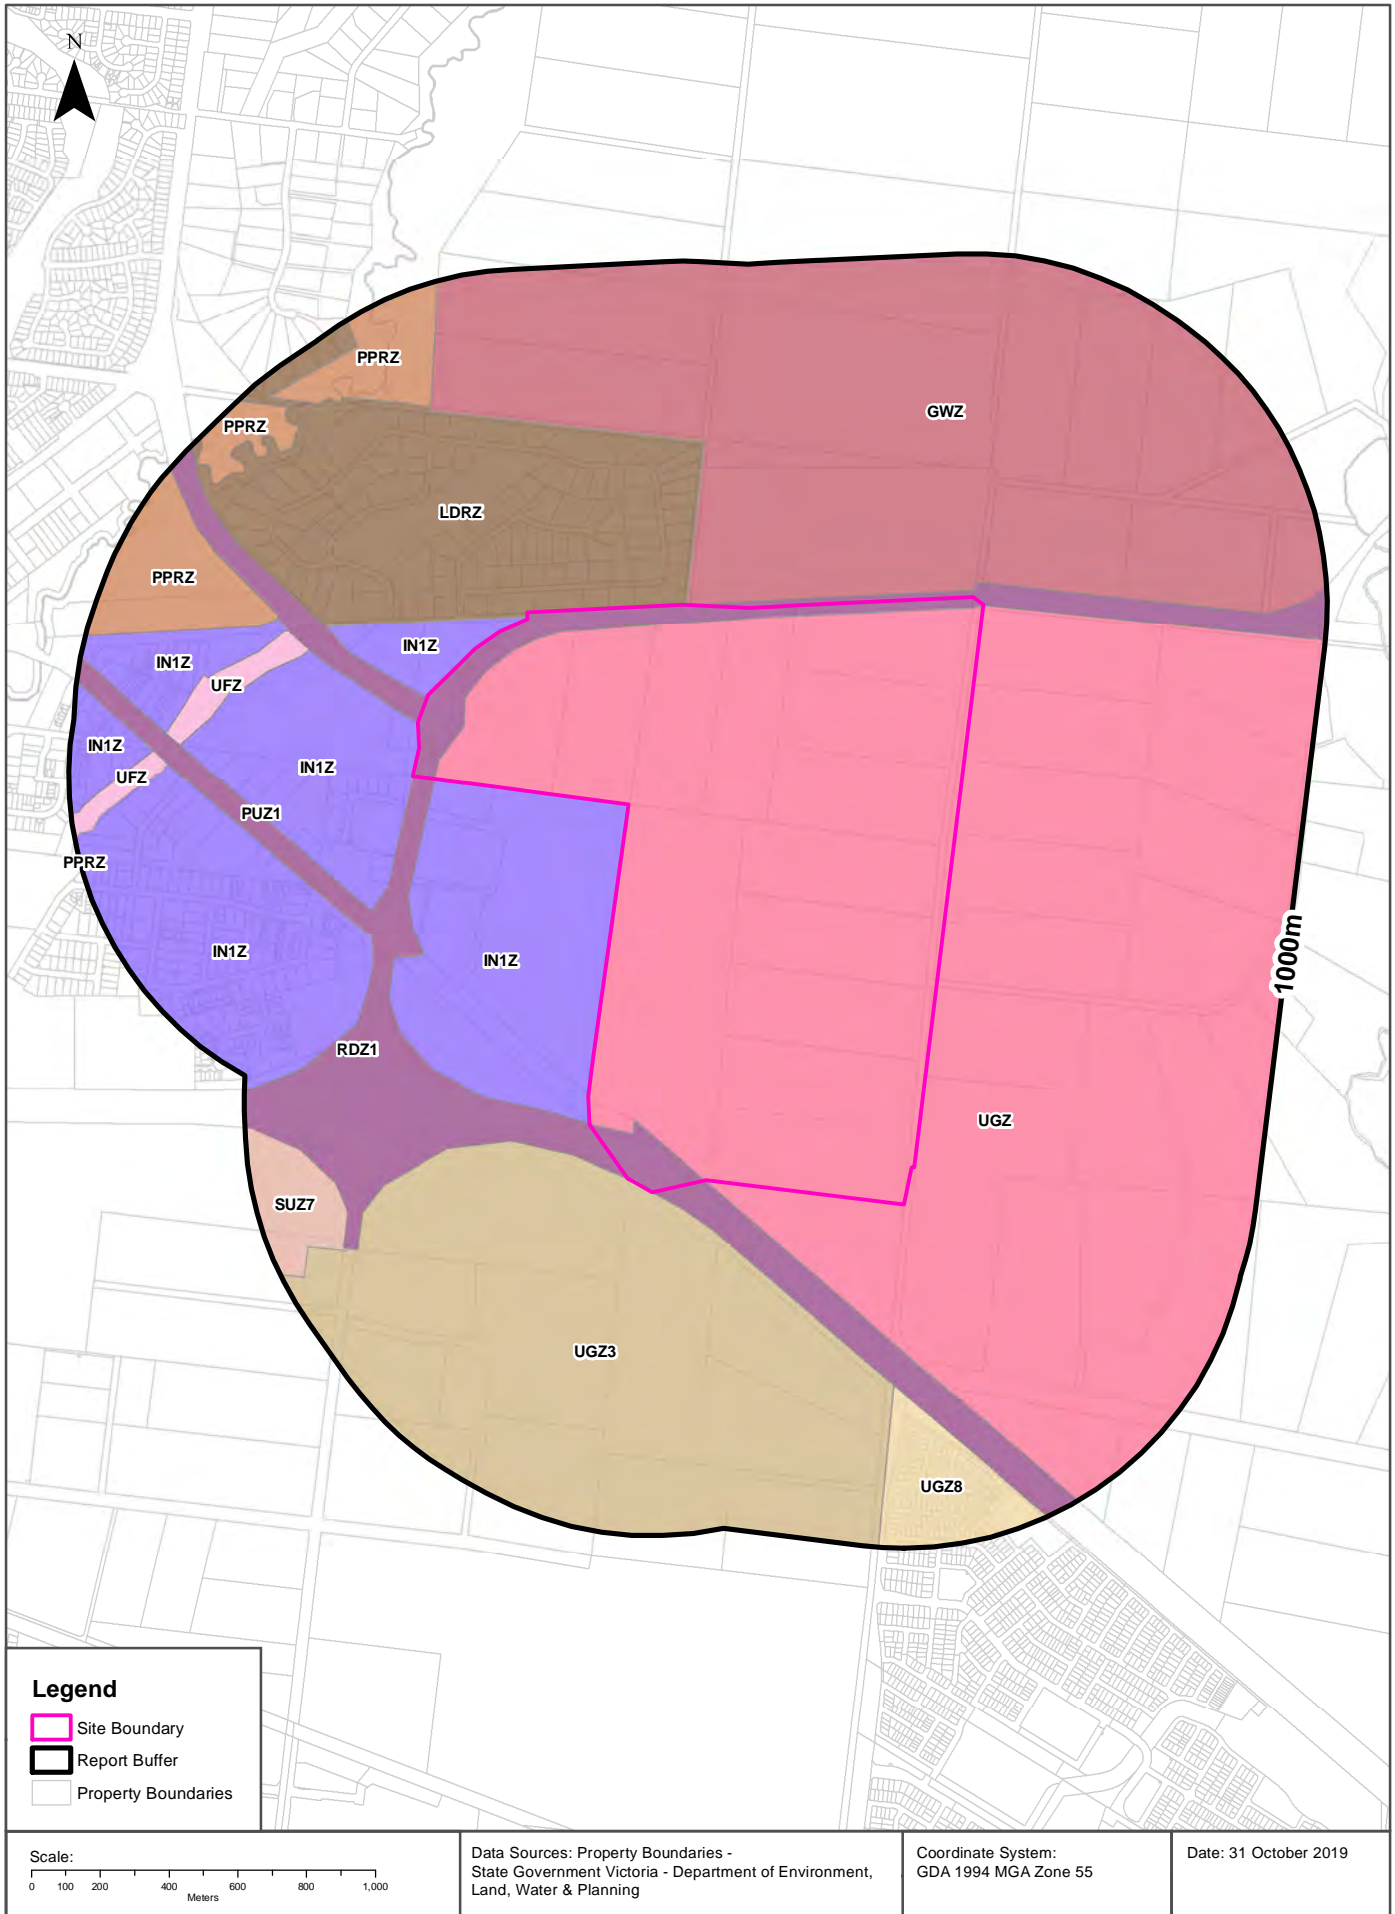 N
PPRZ
GWZ
PPRZ
LDRZ
PPRZ
IN1Z
IN1Z
UFZ
IN1Z
IN1Z
UFZ
PUZ1
PPRZ
IN1Z
IN1Z
1000m
RDZ1
UGZ
SUZ7
UGZ3
UGZ8
Legend
Site Boundary
Report Buffer
Property Boundaries
Scale:
0 100 200 400 600 800 1,000
Meters
Data Sources: Property Boundaries -
State Government Victoria - Department of Environment,
Land, Water & Planning
Coordinate System:
GDA 1994 MGA Zone 55
Date: 31 October 2019